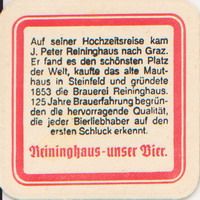 Auf seiner Hochzeitsreise kam
J. Peter Reininghaus nach Graz.
Er fand es den schönsten Platz
der Welt, kaufte das alte Maut-
haus in Steinfeld und gründete
1853 die Brauerei Reininghaus.
125 Jahre Brauerfahrung begrün-
den die hervorragende Qualität,
die jeder Bierliebhaber auf den
ersten Schluck erkennt.
Reininghaus-unser Bier.